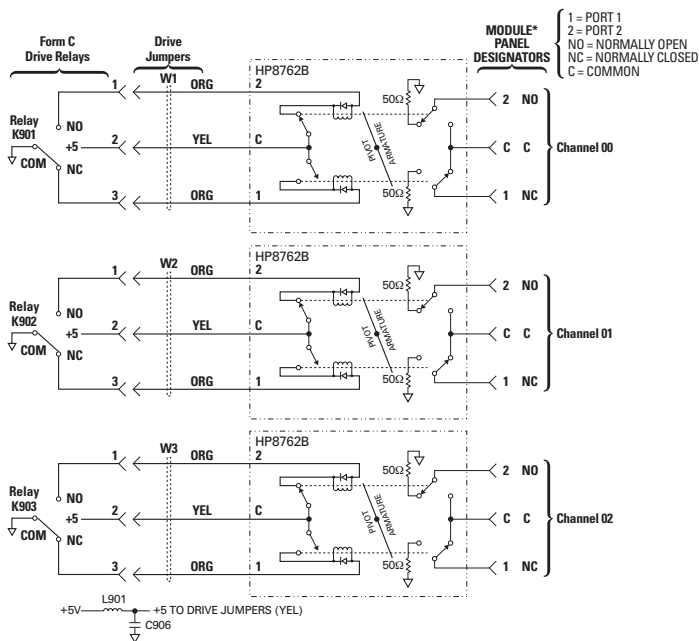 Form C
Drive Relays
Drive
Jumpers
MODULE*
PANEL
DESIGNATORS
1 = PORT 1
2 = PORT 2
NO = NORMALLY OPEN
NC = NORMALLY CLOSED
C = COMMON
1
W1
ORG
HP8762B
2
50Ω
2 NO
Relay
K901
NO
+5
2
YEL
C
PIVOT
ARMATURE
C C
Channel 00
COM
NC
3
ORG
1
50Ω
1 NC
1
W2
ORG
HP8762B
2
50Ω
2 NO
Relay
K902
NO
+5
2
YEL
C
PIVOT
ARMATURE
C C
Channel 01
COM
NC
3
ORG
1
50Ω
1 NC
1
W3
ORG
HP8762B
2
50Ω
2 NO
Relay
K903
NO
+5
2
YEL
C
PIVOT
ARMATURE
C C
Channel 02
COM
NC
3
ORG
1
50Ω
1 NC
+5V
L901
+5 TO DRIVE JUMPERS (YEL)
C906